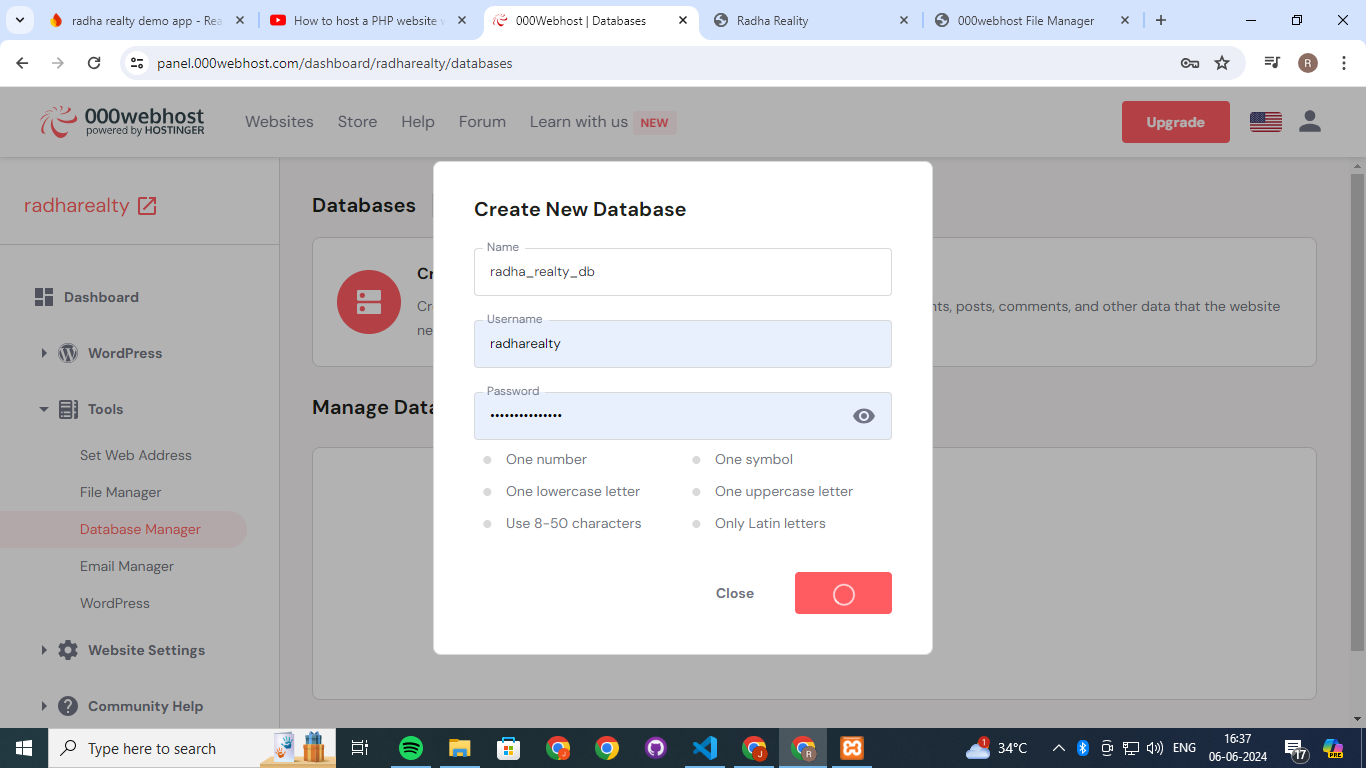 radha realty demo app - Rea
How to host a PHP website w
000Webhost | Databases
Radha Reality
000webhost File Manager
panel.000webhost.com/dashboard/radharealty/databases
R
000webhost
powered by HOSTINGER
Websites
Store
Help
Forum
Learn with us
NEW
Upgrade
radharealty
Dashboard
WordPress
Tools
Set Web Address
File Manager
Database Manager
Email Manager
WordPress
Website Settings
Community Help
Databases
Cr
Cr
nts, posts, comments, and other data that the website
ne
Manage Data
Create New Database
Name
radha_realty_db
Username
radharealty
Password
•••••••••••••••
One number
One symbol
One lowercase letter
One uppercase letter
Use 8-50 characters
Only Latin letters
Close
Type here to search
J
J
R
1
34°C
ENG
16:37
06-06-2024
17
PRE